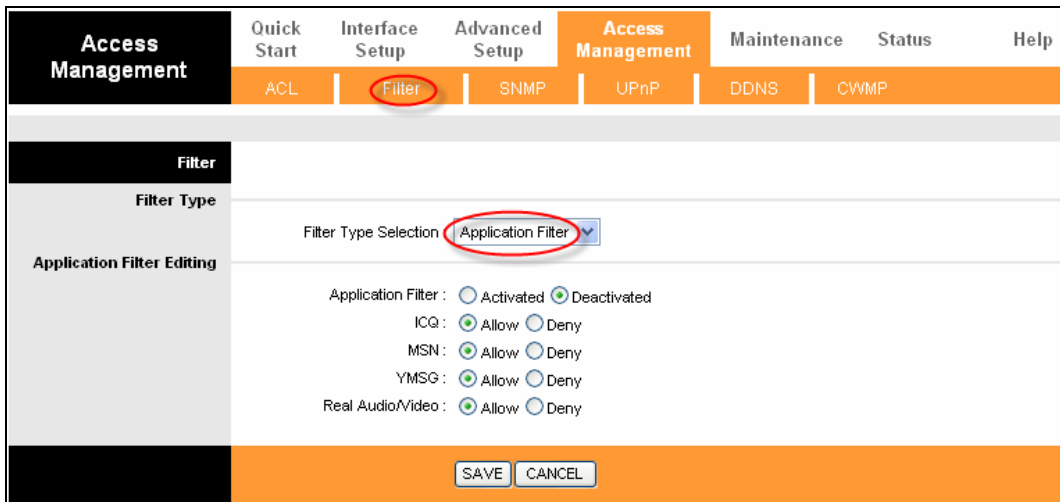 Access Management
Quick Start
Interface Setup
Advanced Setup
Access Management
Maintenance
Status
Help
ACL
Filter
SNMP
UPnP
DDNS
CWMP
Filter
Filter Type
Filter Type Selection Application Filter
Application Filter Editing
Application Filter : Activated Deactivated
ICQ : Allow Deny
MSN : Allow Deny
YMSG : Allow Deny
Real Audio/Video : Allow Deny
SAVE CANCEL